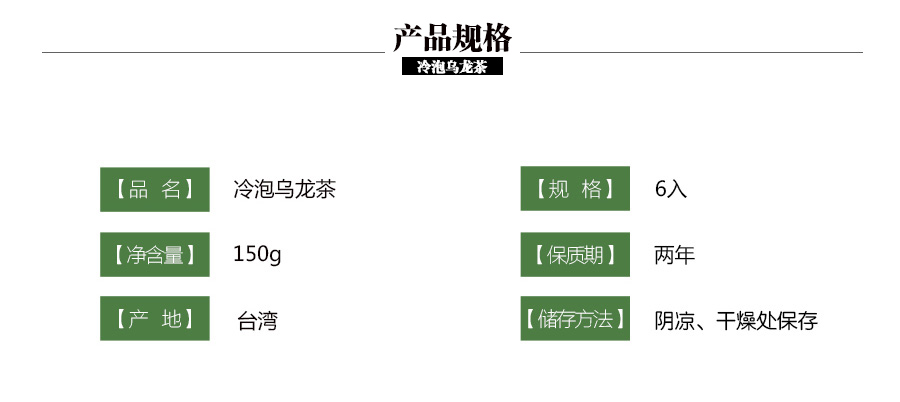 产品规格
冷泡乌龙茶
【品 名】 冷泡乌龙茶
【规 格】 6入
【净含量】 150g
【保质期】 两年
【产 地】 台湾
【储存方法】 阴凉、干燥处保存